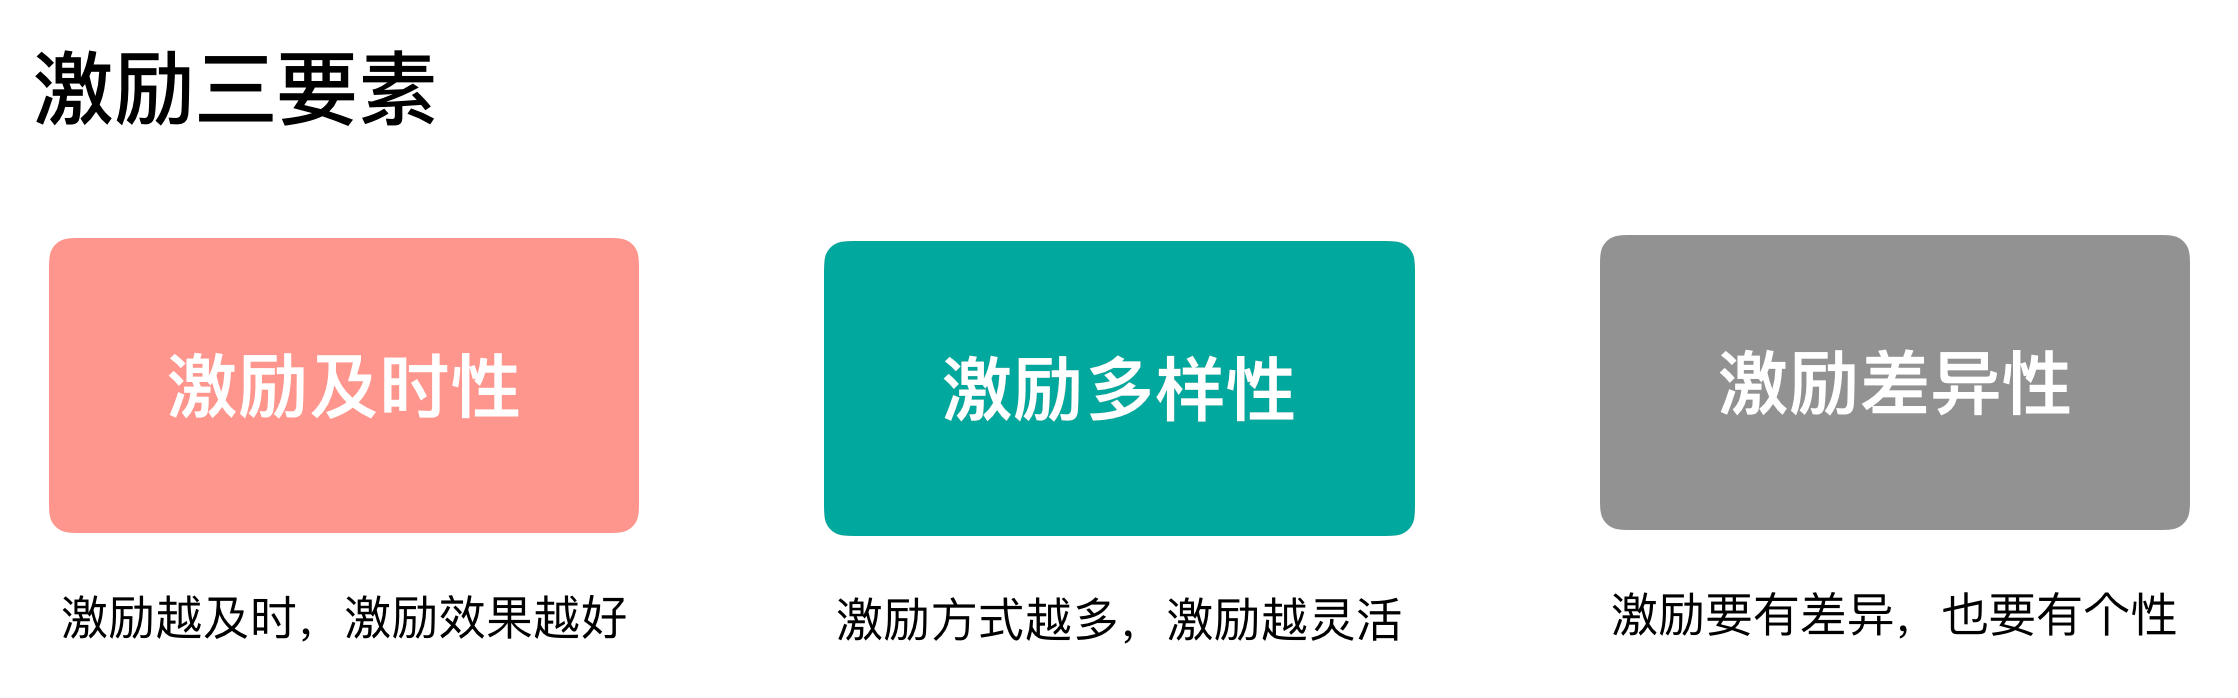 激励三要素
激励及时性
激励多样性
激励差异性
激励越及时，激励效果越好
激励方式越多，激励越灵活
激励要有差异，也要有个性